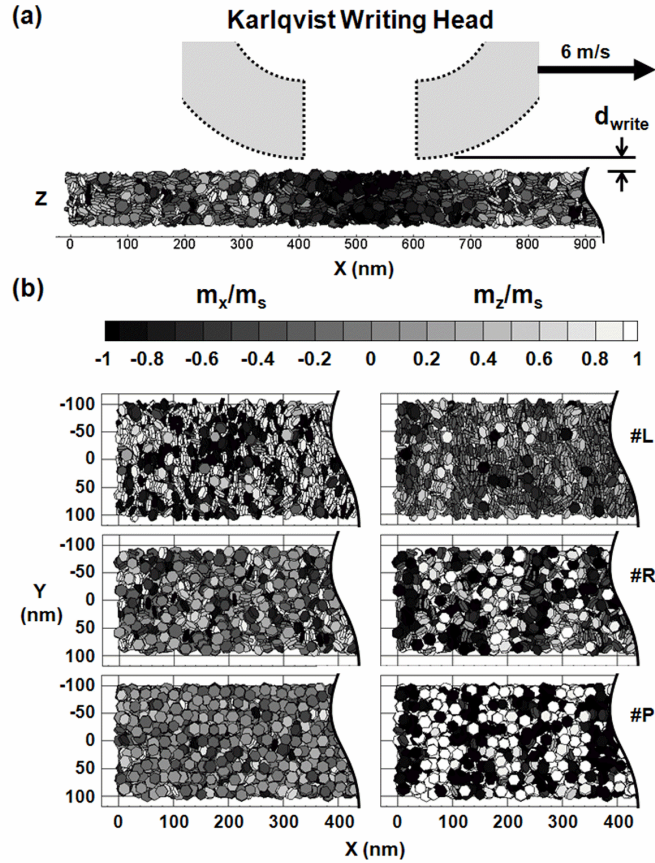 (a) Karlqvist Writing Head
6 m/s
dwrite
Z
0 100 200 300 400 500 600 700 800 900
X (nm)
(b)
mx/ms mz/ms
-1 -0.8 -0.6 -0.4 -0.2 0 0.2 0.4 0.6 0.8 1
-100
-50
0
50
100
#L
-100
-50
0
50
100
#R
Y
(nm)
-100
-50
0
50
100
#P
0 100 200 300 400 0 100 200 300 400
X (nm)